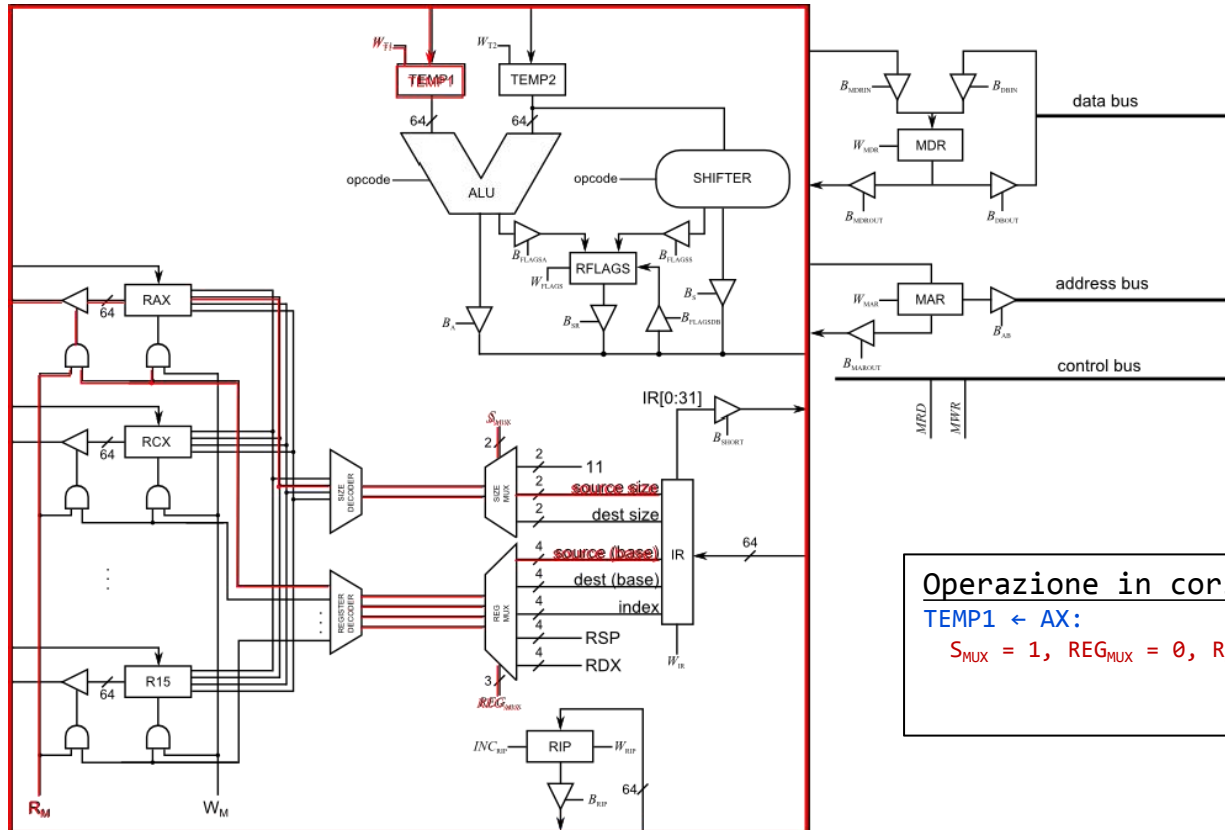 W_T1
W_T2
TEMP1
TEMP2
B_MDRIN
B_DBIN
data bus
64
64
W_MDR
MDR
opcode
ALU
opcode
SHIFTER
B_MDROUT
B_DBOUT
B_FLAGSA
B_FLAGSS
RFLAGS
W_FLAGS
RAX
64
B_A
B_SR
B_S
B_FLAGSDB
W_MAR
MAR
address bus
B_AB
B_MAROUT
control bus
IR[0:31]
B_SHORT
MRD
MWR
RCX
64
S_MUX
2
2
11
SIZE DECODER
SIZE MUX
2
source size
2
dest size
IR
64
4
source (base)
4
dest (base)
4
index
REGISTER DECODER
REG MUX
4
RSP
4
RDX
W_IR
3
REG_MUX
R15
64
INC_RIP
RIP
W_RIP
B_RIP
64
R_M
W_M
Operazione in cor
TEMP1 ← AX:
S_MUX = 1, REG_MUX = 0, R